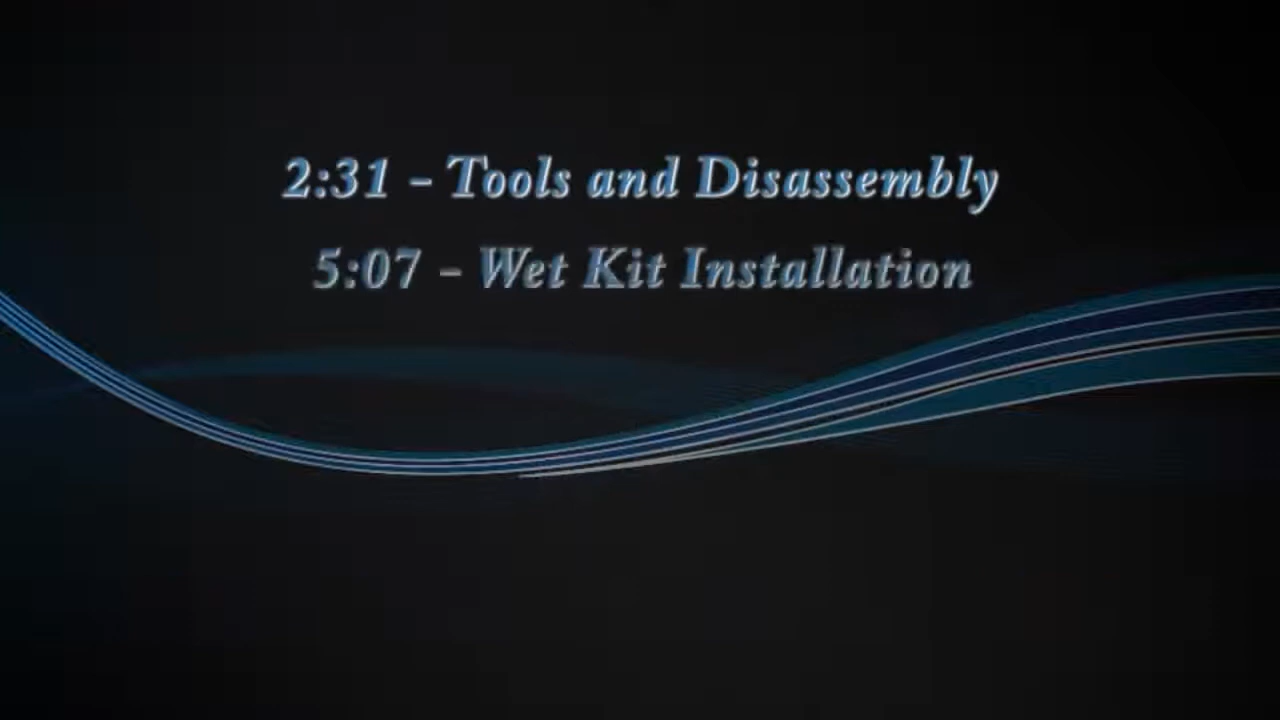 2:31 - Tools and Disassembly
5:07 - Wet Kit Installation